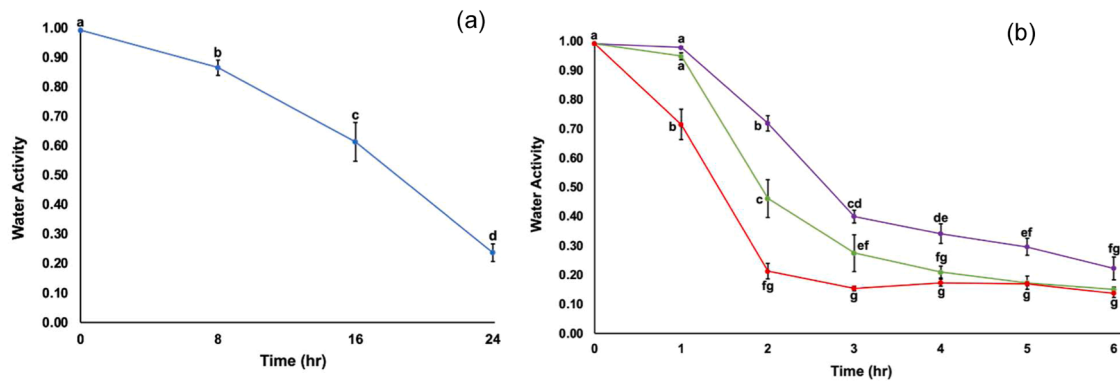 (a)
1.00
0.90
0.80
0.70
0.60
0.50
0.40
0.30
0.20
0.10
0.00
Water Activity
a
b
c
d
0 8 16 24
Time (hr)
(b)
1.00
0.90
0.80
0.70
0.60
0.50
0.40
0.30
0.20
0.10
0.00
Water Activity
a a
a
b b
c
cd de ef fg
ef fg
fg g g g g
0 1 2 3 4 5 6
Time (hr)